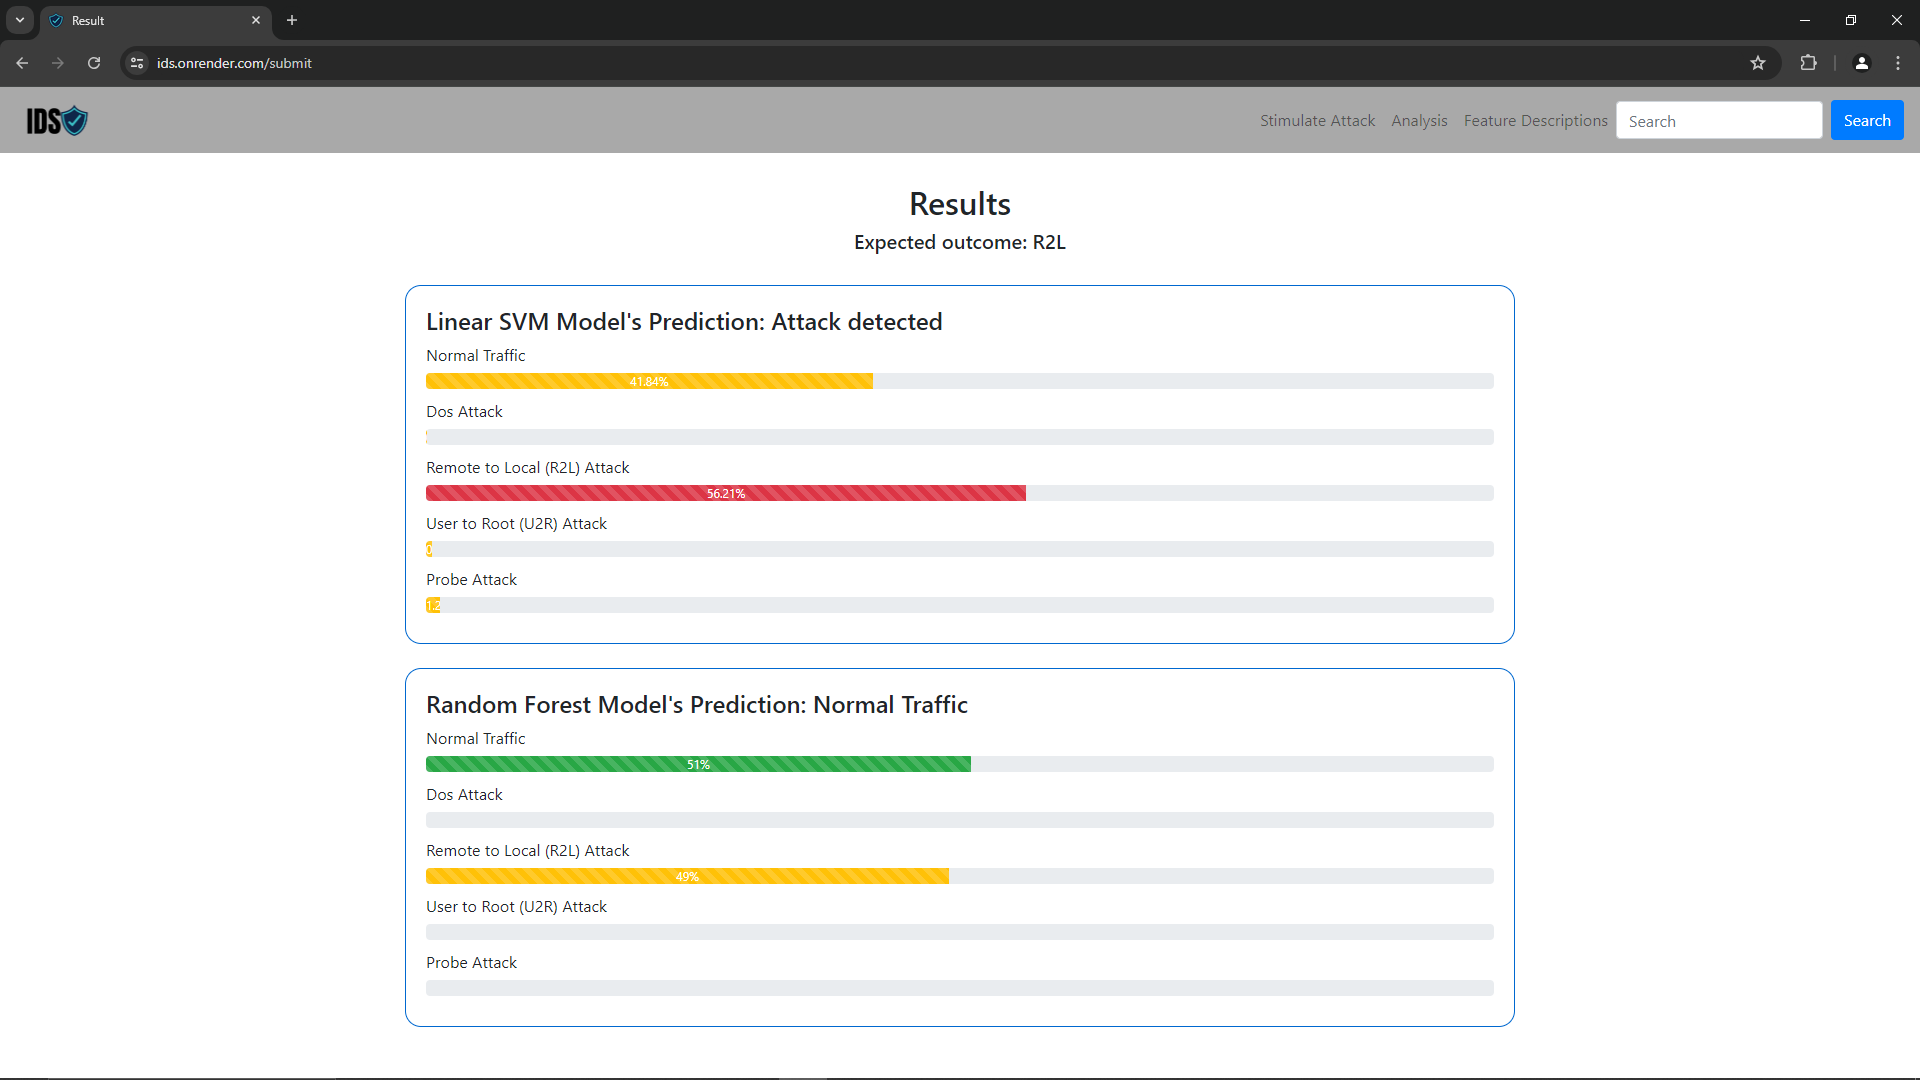 Result
ids.onrender.com/submit
IDS
Stimulate Attack
Analysis
Feature Descriptions
Search
Search
Results
Expected outcome: R2L
Linear SVM Model's Prediction: Attack detected
Normal Traffic
41.84%
Dos Attack
Remote to Local (R2L) Attack
56.21%
User to Root (U2R) Attack
0
Probe Attack
1.2
Random Forest Model's Prediction: Normal Traffic
Normal Traffic
51%
Dos Attack
Remote to Local (R2L) Attack
49%
User to Root (U2R) Attack
Probe Attack